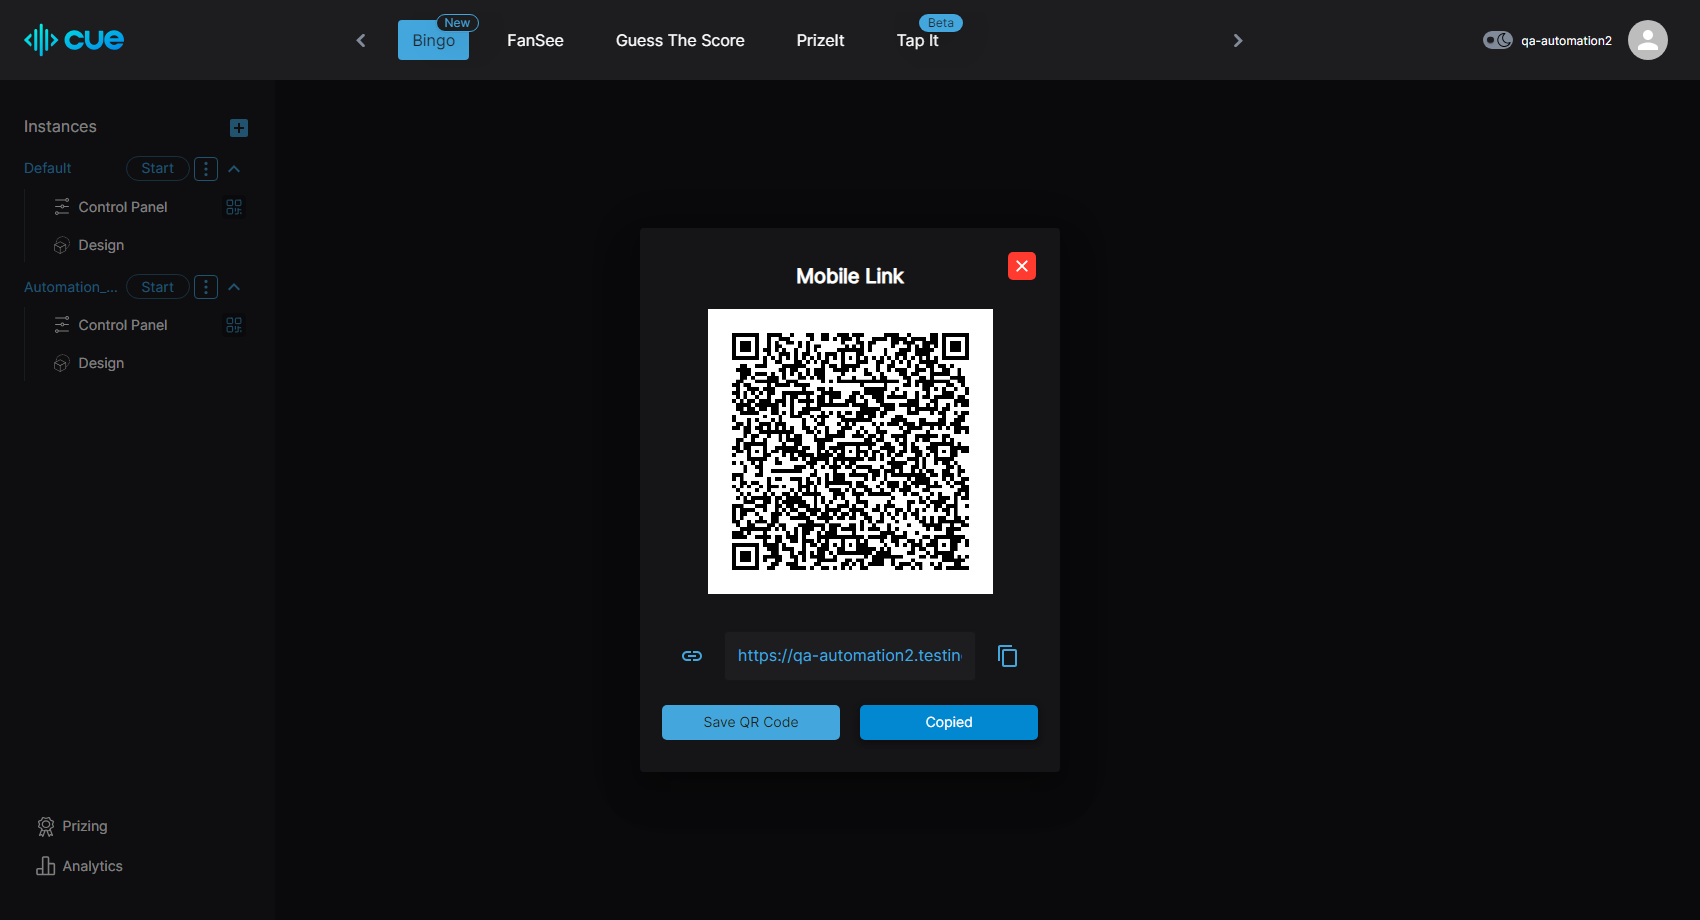 cue
Bingo
New
FanSee
Guess The Score
PrizeIt
Tap It
Beta
qa-automation2
Instances
Default
Start
Control Panel
Design
Automation_...
Start
Control Panel
Design
Prizing
Analytics
Mobile Link
https://qa-automation2.testin
Save QR Code
Copied